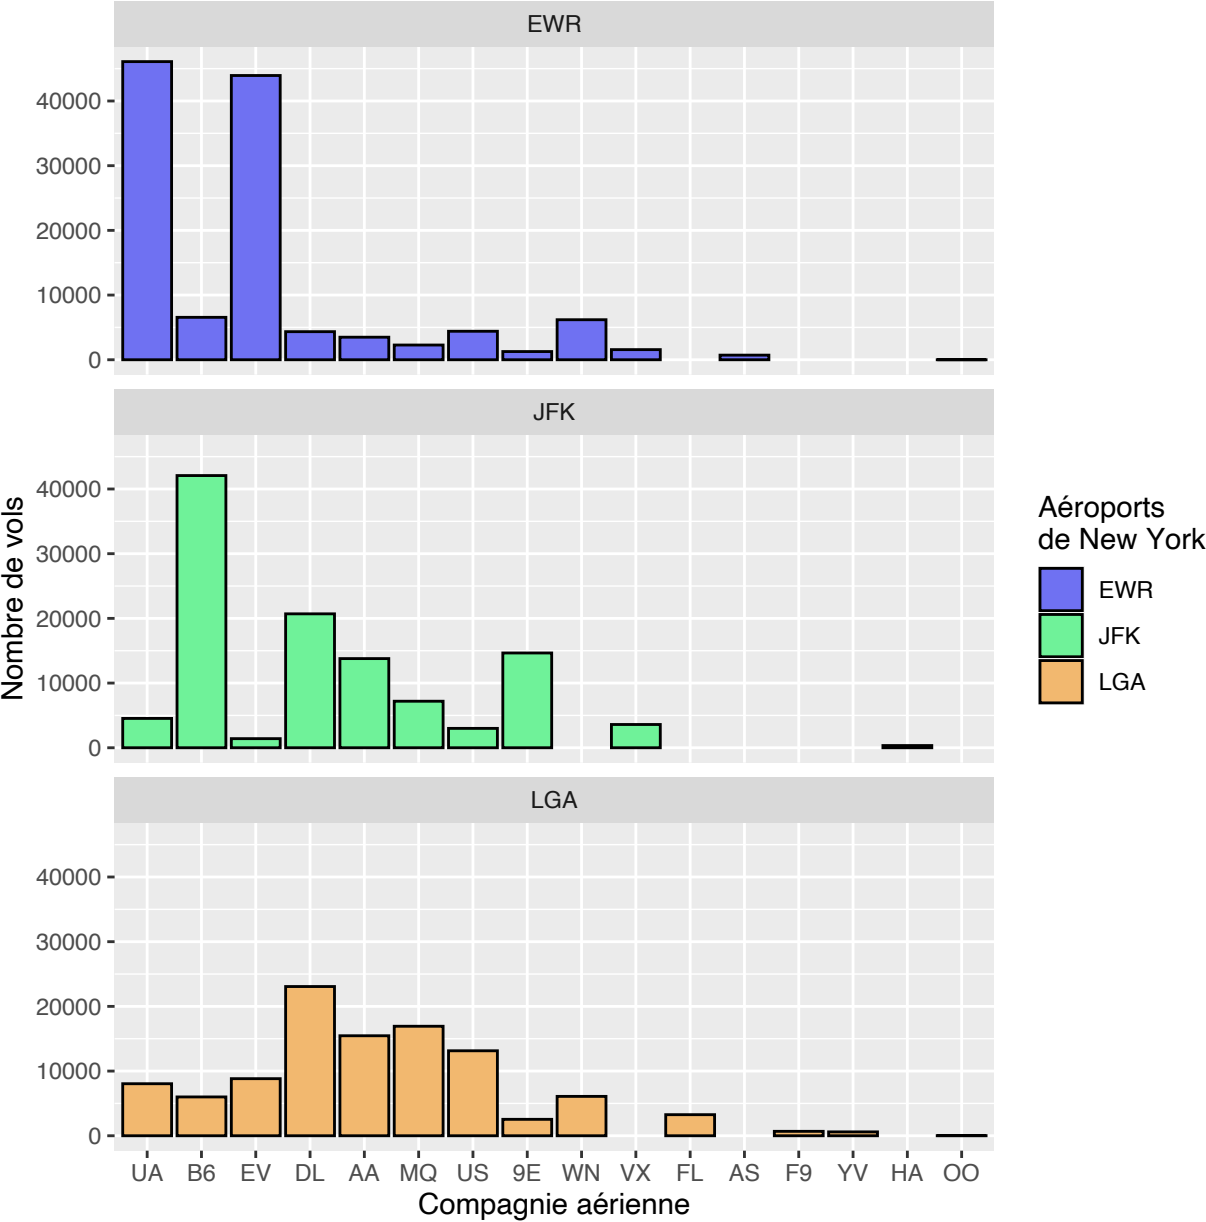 EWR
40000
30000
20000
10000
0
JFK
40000
30000
20000
10000
0
LGA
40000
30000
20000
10000
0
UA B6 EV DL AA MQ US 9E WN VX FL AS F9 YV HA OO
Compagnie aérienne
Nombre de vols
Aéroports
de New York
EWR
JFK
LGA